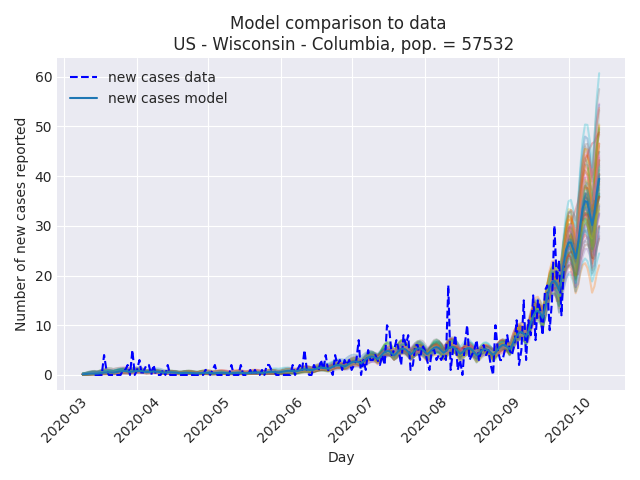 Model comparison to data
US - Wisconsin - Columbia, pop. = 57532
new cases data
new cases model
Number of new cases reported
60
50
40
30
20
10
0
2020-03
2020-04
2020-05
2020-06
2020-07
2020-08
2020-09
2020-10
Day